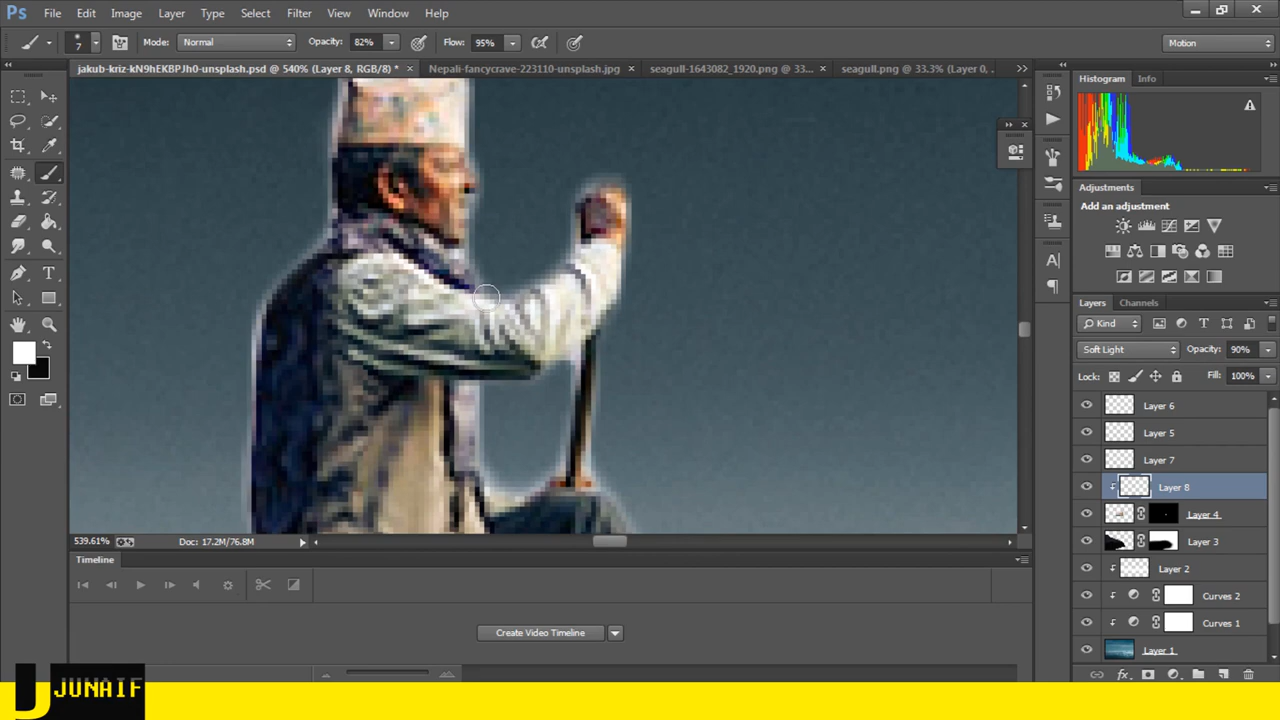 Ps File Edit Image Layer Type Select Filter 3D View Window Help
7 Mode: Normal Opacity: 82% Flow: 95% Motion
jakub-kriz-kN9hEKBPJh0-unsplash.psd @ 540% (Layer 8, RGB/8) * × Nepali-fancycrave-223110-unsplash.jpg × seagull-1643082_1920.png @ 33... × seagull.png @ 33.3% (Layer 0, .
Histogram Info
Adjustments
Add an adjustment
Layers Channels
Kind
Soft Light Opacity: 90%
Lock: Fill: 100%
Layer 6
Layer 5
Layer 7
Layer 8
Layer 4
Layer 3
Layer 2
Curves 2
Curves 1
Layer 1
539.61% Doc: 17.2M/76.8M
Timeline
Create Video Timeline
J JUNAIF